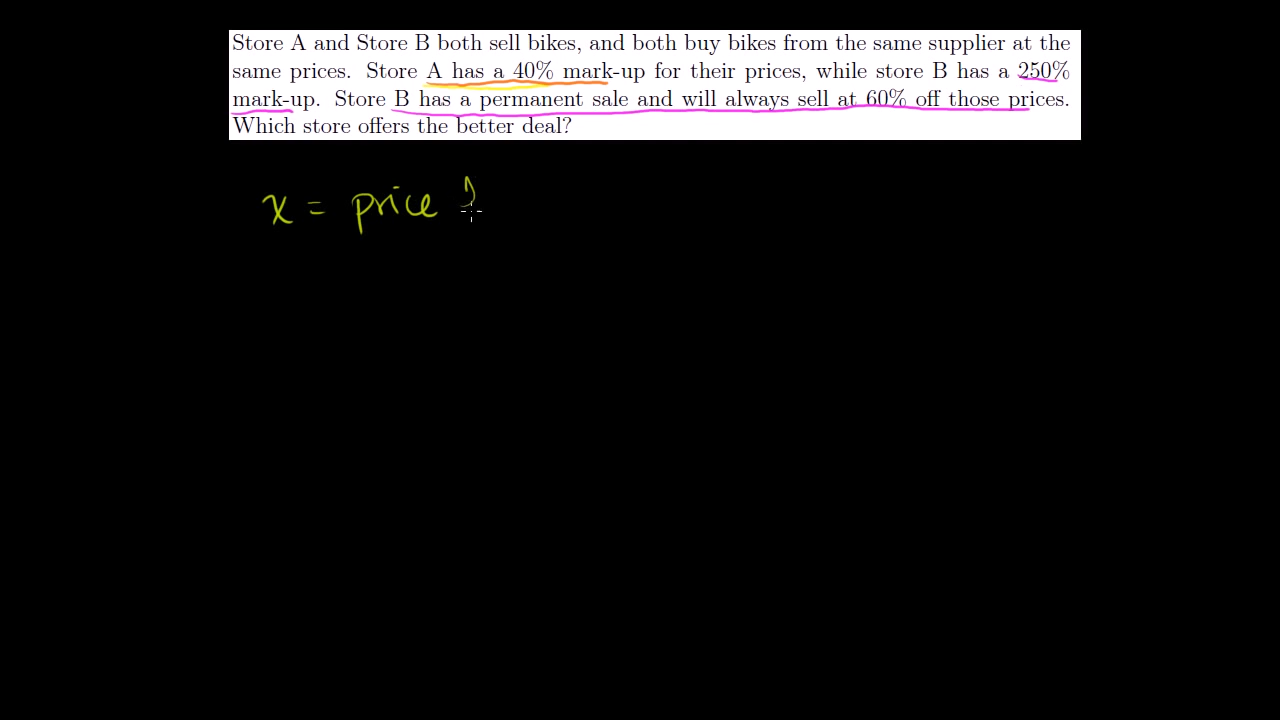 Store A and Store B both sell bikes, and both buy bikes from the same supplier at the
same prices. Store A has a 40% mark-up for their prices, while store B has a 250%
mark-up. Store B has a permanent sale and will always sell at 60% off those prices.
Which store offers the better deal?
x = price